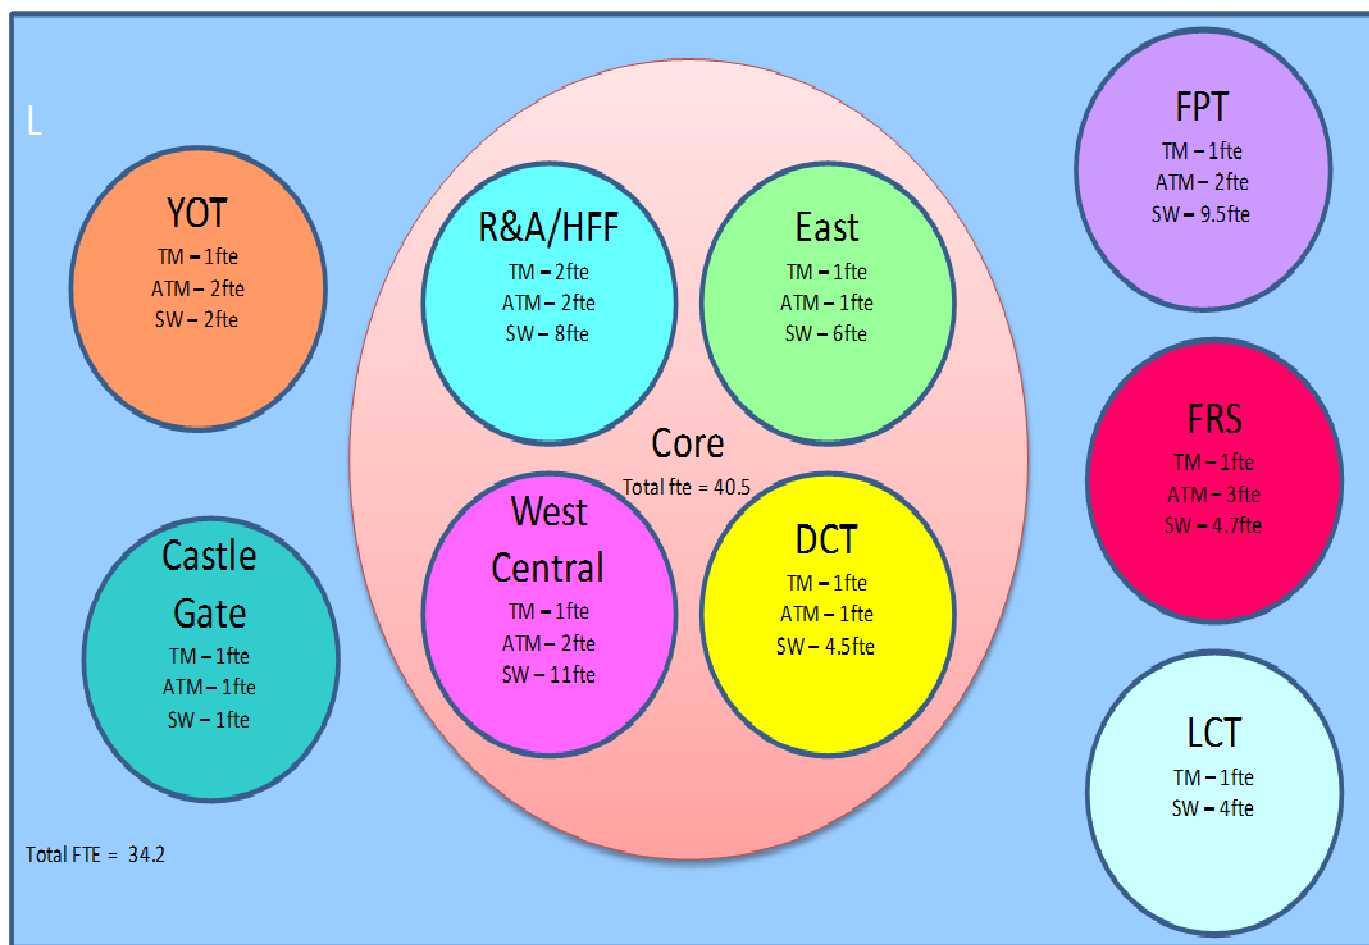 L
YOT
TM – 1fte
ATM – 2fte
SW – 2fte
Castle
Gate
TM – 1fte
ATM – 1fte
SW – 1fte
Total FTE = 34.2
R&A/HFF
TM – 2fte
ATM – 2fte
SW – 8fte
East
TM – 1fte
ATM – 1fte
SW – 6fte
Core
Total fte = 40.5
West
Central
TM – 1fte
ATM – 2fte
SW – 11fte
DCT
TM – 1fte
ATM – 1fte
SW – 4.5fte
FPT
TM – 1fte
ATM – 2fte
SW – 9.5fte
FRS
TM – 1fte
ATM – 3fte
SW – 4.7fte
LCT
TM – 1fte
SW – 4fte